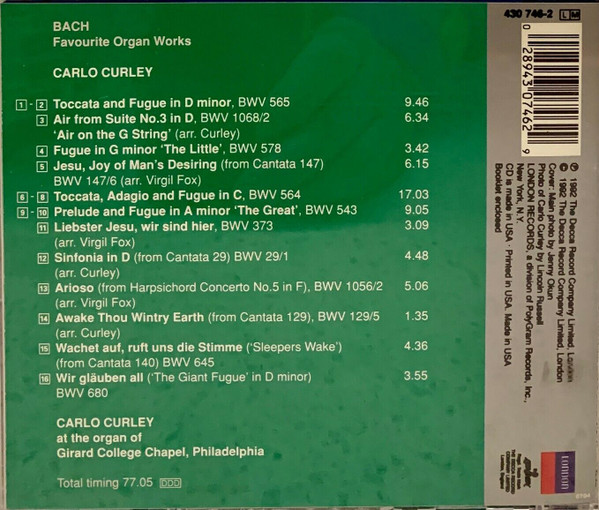 BACH
Favourite Organ Works
CARLO CURLEY
1 - 2 Toccata and Fugue in D minor, BWV 565 9.46
3 Air from Suite No.3 in D, BWV 1068/2 6.34
'Air on the G String' (arr. Curley)
4 Fugue in G minor 'The Little', BWV 578 3.42
5 Jesu, Joy of Man's Desiring (from Cantata 147) 6.15
BWV 147/6 (arr. Virgil Fox)
6 - 8 Toccata, Adagio and Fugue in C, BWV 564 17.03
9 - 10 Prelude and Fugue in A minor 'The Great', BWV 543 9.05
11 Liebster Jesu, wir sind hier, BWV 373 3.09
(arr. Virgil Fox)
12 Sinfonia in D (from Cantata 29) BWV 29/1 4.48
(arr. Curley)
13 Arioso (from Harpsichord Concerto No.5 in F), BWV 1056/2 5.06
(arr. Virgil Fox)
14 Awake Thou Wintry Earth (from Cantata 129), BWV 129/5 1.35
(arr. Curley)
15 Wachet auf, ruft uns die Stimme ('Sleepers Wake') 4.36
(from Cantata 140) BWV 645
16 Wir gläuben all ('The Giant Fugue' in D minor) 3.55
BWV 680
CARLO CURLEY
at the organ of
Girard College Chapel, Philadelphia
Total timing 77.05 DDD
430 746-2 LM
0 28943 07462 9
℗ 1992 The Decca Record Company Limited, London
© 1992 The Decca Record Company Limited, London
Cover: Main photo by Jenny Okun
Photo of Carlo Curley by Lincoln Russell
LONDON RECORDS, a division of PolyGram Records, Inc.,
New York, N.Y.
CD is made in USA · Printed in USA. Made in USA
Booklet enclosed
THE DECCA RECORD
COMPANY LIMITED
London, England
LONDON